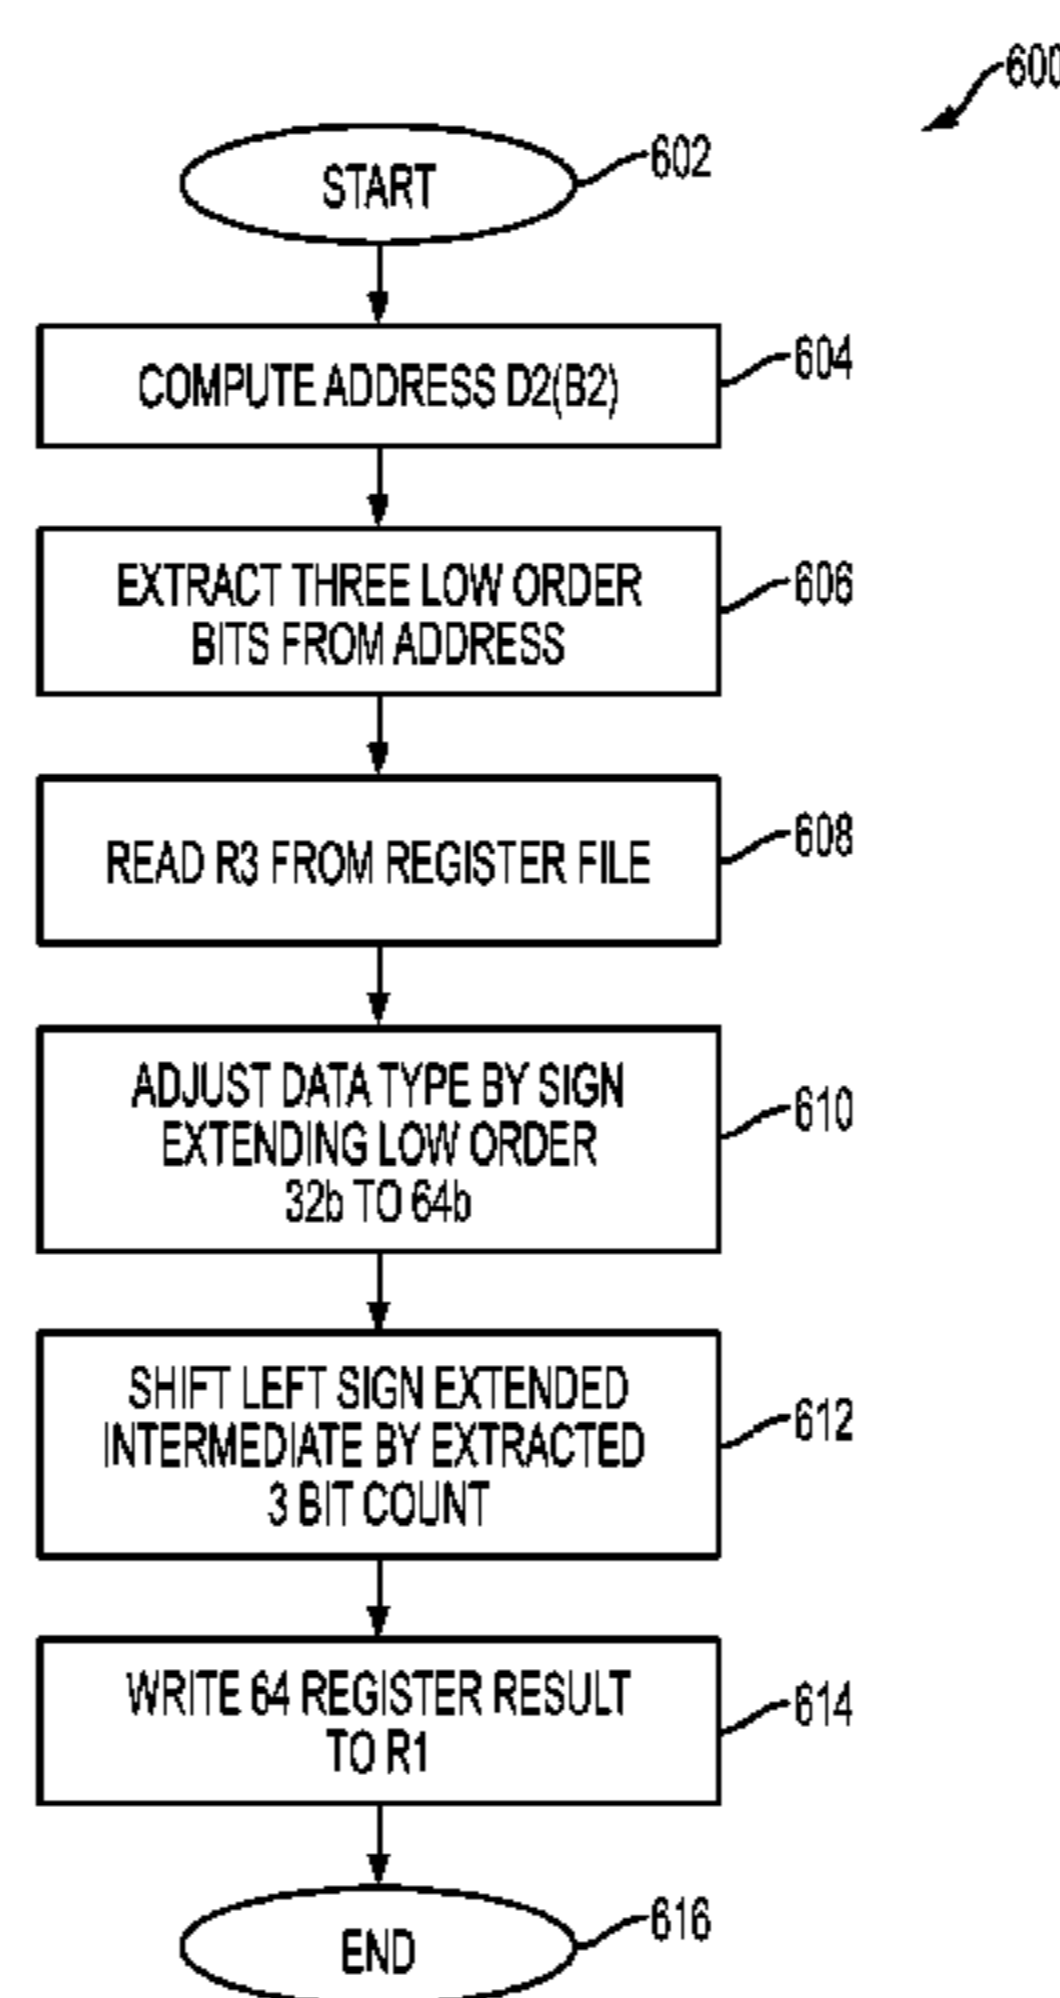 600
START
602
COMPUTE ADDRESS D2(B2)
604
EXTRACT THREE LOW ORDER
BITS FROM ADDRESS
606
READ R3 FROM REGISTER FILE
608
ADJUST DATA TYPE BY SIGN
EXTENDING LOW ORDER
32b TO 64b
610
SHIFT LEFT SIGN EXTENDED
INTERMEDIATE BY EXTRACTED
3 BIT COUNT
612
WRITE 64 REGISTER RESULT
TO R1
614
END
616